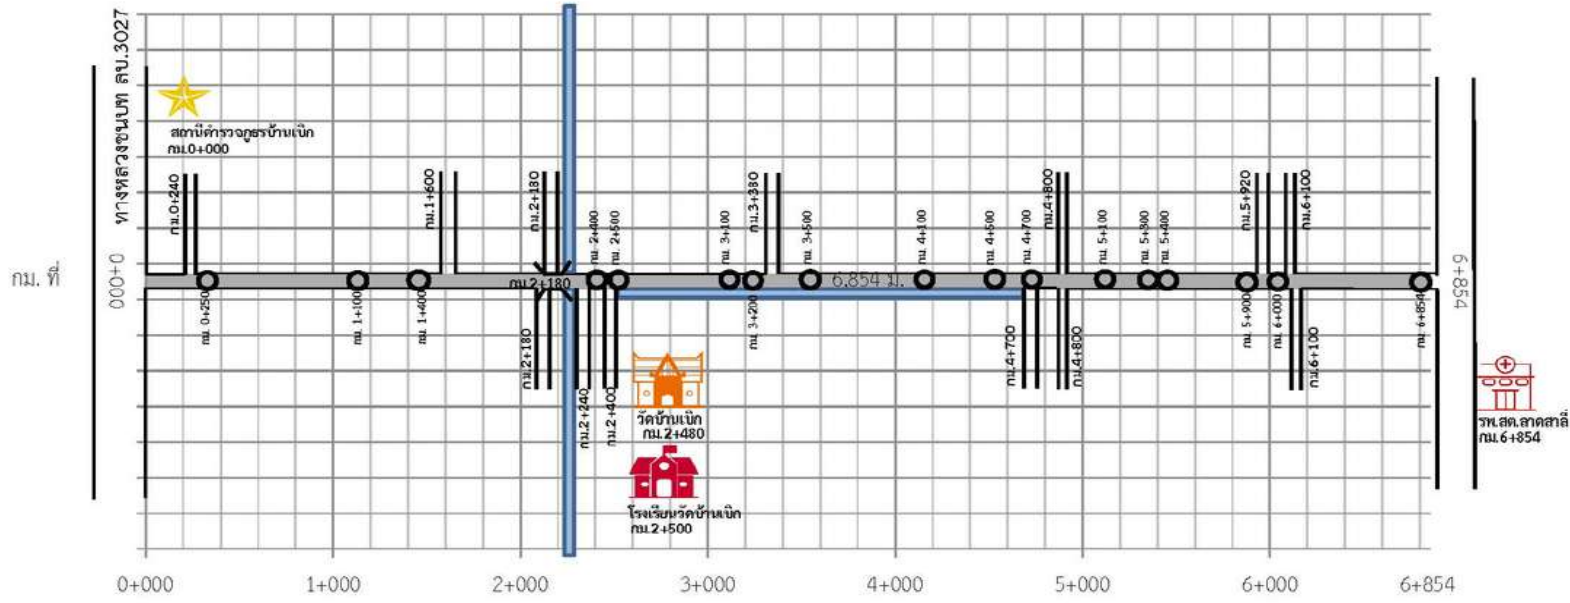 ทางหลวงชนบท ลบ.3027
สถานีตำรวจภูธรบ้านเบิก
กม.0+000
กม.0+240
กม.1+600
กม.2+180
กม. 2+400
กม. 2+500
กม. 3+100
กม.3+380
กม. 3+500
กม. 4+100
กม. 4+500
กม. 4+700
กม.4+800
กม. 5+100
กม. 5+300
กม. 5+400
กม.5+920
กม.6+100
กม. ที่
0+000
กม.2+180
6.854 ม.
6+854
กม. 0+250
กม. 1+100
กม. 1+400
กม.2+180
กม.2+240
กม.2+400
กม. 3+200
กม.4+700
กม.4+800
กม. 5+900
กม. 6+000
กม.6+100
กม. 6+854
วัดบ้านเบิก
กม.2+480
โรงเรียนวัดบ้านเบิก
กม.2+500
รพ.สต.ลาดสาลี่
กม.6+854
0+000
1+000
2+000
3+000
4+000
5+000
6+000
6+854